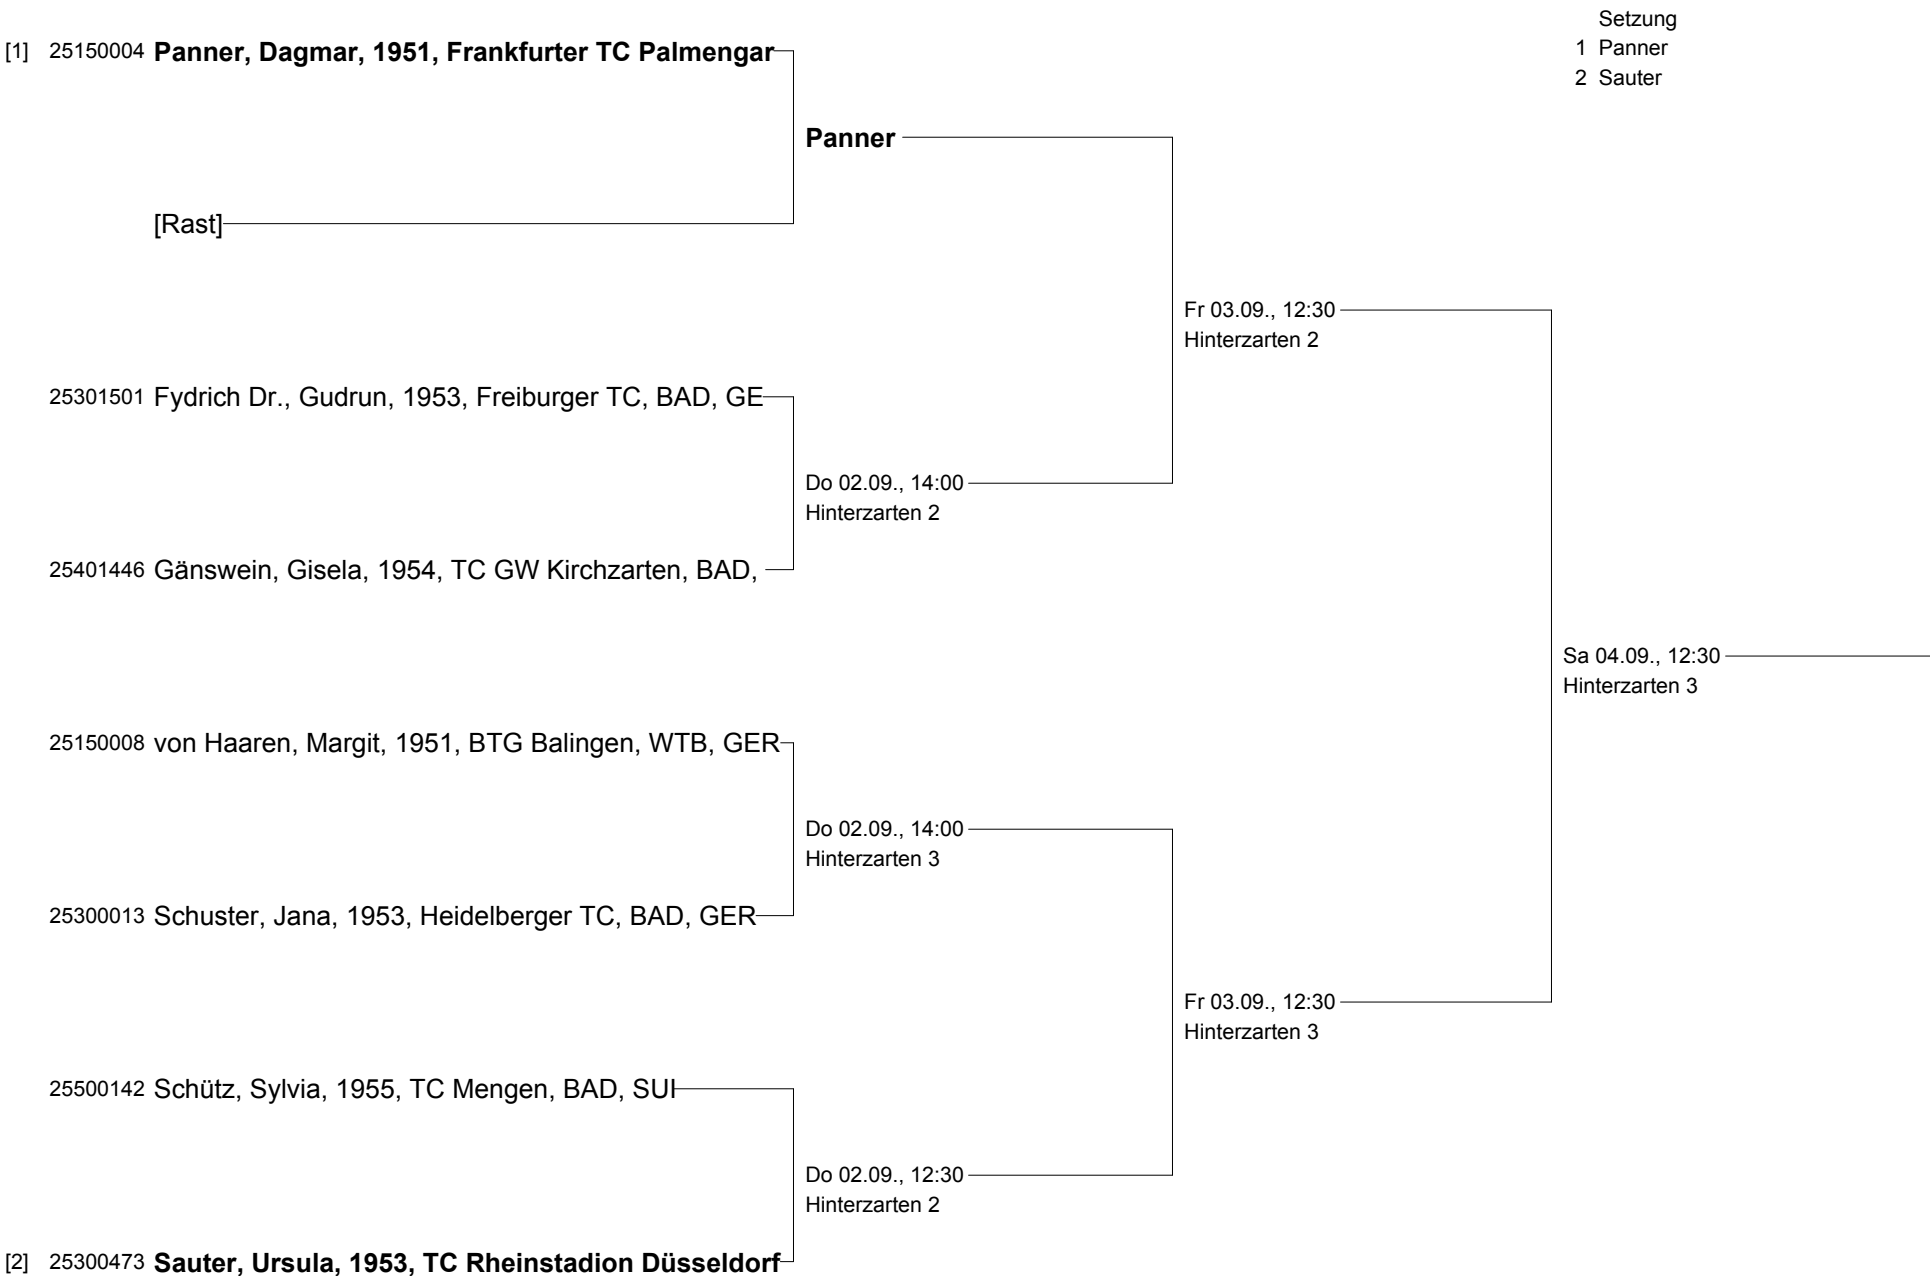 Setzung
1 Panner
2 Sauter
[1] 25150004 Panner, Dagmar, 1951, Frankfurter TC Palmengar
Panner
[Rast]
Fr 03.09., 12:30
Hinterzarten 2
25301501 Fydrich Dr., Gudrun, 1953, Freiburger TC, BAD, GE
Do 02.09., 14:00
Hinterzarten 2
25401446 Gänswein, Gisela, 1954, TC GW Kirchzarten, BAD,
Sa 04.09., 12:30
Hinterzarten 3
25150008 von Haaren, Margit, 1951, BTG Balingen, WTB, GER
Do 02.09., 14:00
Hinterzarten 3
25300013 Schuster, Jana, 1953, Heidelberger TC, BAD, GER
Fr 03.09., 12:30
Hinterzarten 3
25500142 Schütz, Sylvia, 1955, TC Mengen, BAD, SUI
Do 02.09., 12:30
Hinterzarten 2
[2] 25300473 Sauter, Ursula, 1953, TC Rheinstadion Düsseldorf